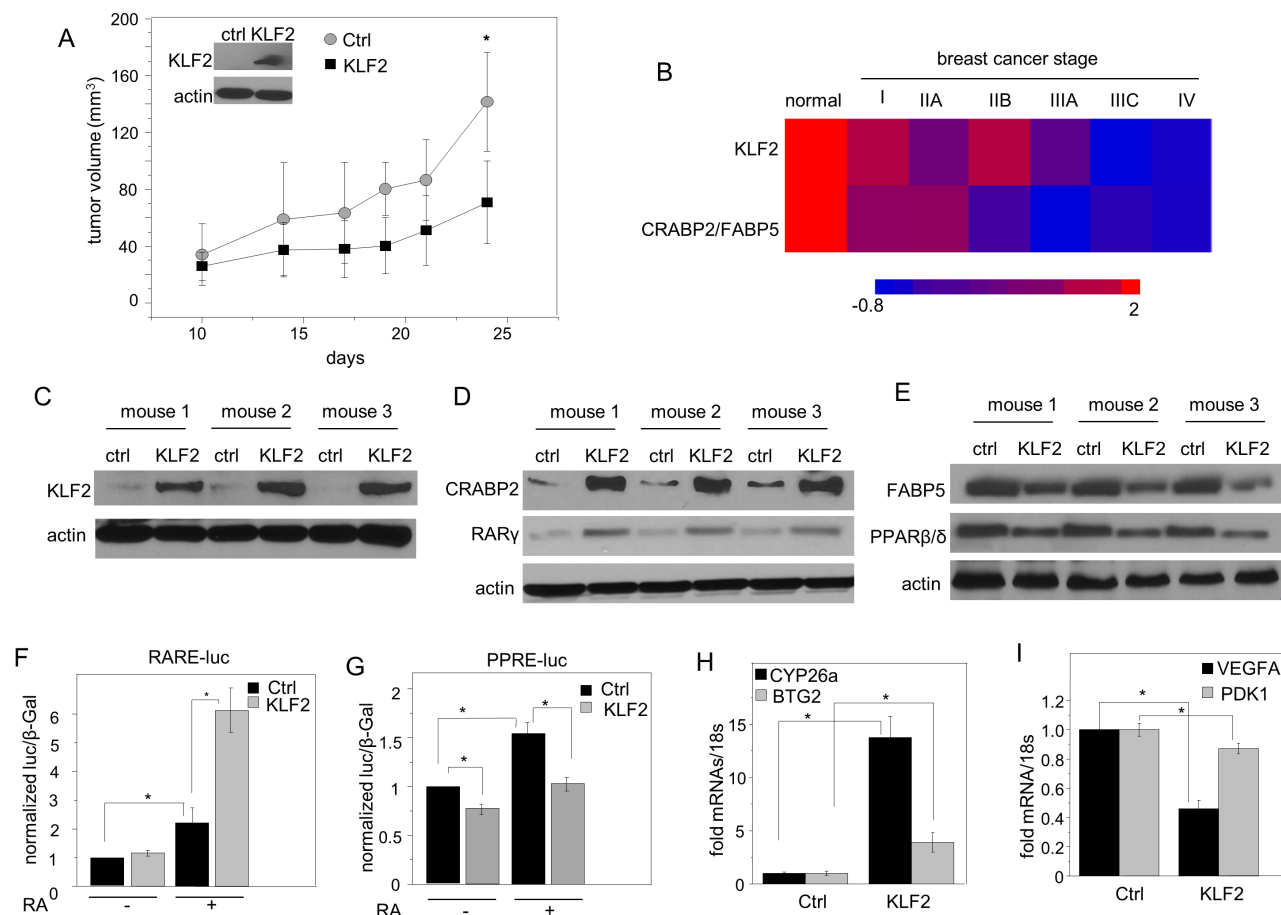 A
ctrl KLF2
KLF2
actin
Ctrl
KLF2
*
tumor volume (mm3)
200
160
120
80
40
0
10 15 20 25
days
B
breast cancer stage
normal I IIA IIB IIIA IIIC IV
KLF2
CRABP2/FABP5
-0.8 2
C
mouse 1 mouse 2 mouse 3
ctrl KLF2 ctrl KLF2 ctrl KLF2
KLF2
actin
D
mouse 1 mouse 2 mouse 3
ctrl KLF2 ctrl KLF2 ctrl KLF2
CRABP2
RARγ
actin
E
mouse 1 mouse 2 mouse 3
ctrl KLF2 ctrl KLF2 ctrl KLF2
FABP5
PPARβ/δ
actin
F
RARE-luc
Ctrl
KLF2
*
*
normalized luc/β-Gal
6
5
4
3
2
1
0
RA - +
G
PPRE-luc
Ctrl
KLF2
*
*
*
normalized luc/β-Gal
2
1.5
1
0.5
0
RA - +
H
CYP26a
BTG2
*
*
fold mRNAs/18s
15
10
5
0
Ctrl KLF2
I
VEGFA
PDK1
*
*
fold mRNA/18s
1.2
1.0
0.8
0.6
0.4
0.2
0
Ctrl KLF2